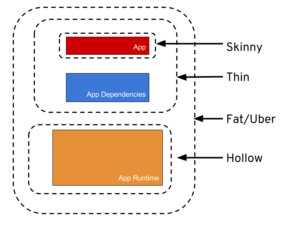 App
Skinny
Thin
App Dependencies
Fat/Uber
Hollow
App Runtime